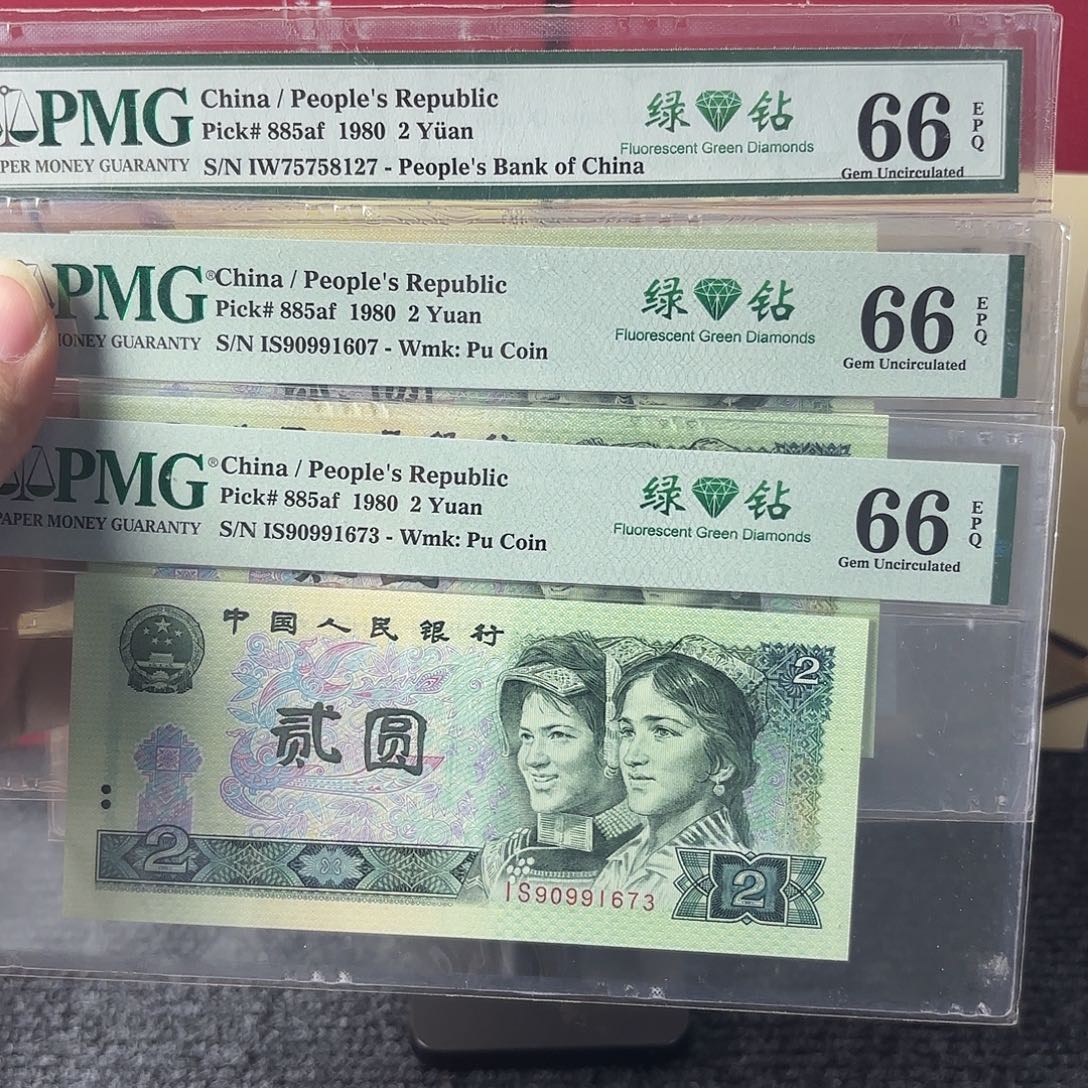 PMG
China / People's Republic
Pick# 885af 1980 2 Yüan
S/N IW75758127 - People's Bank of China
PER MONEY GUARANTY
绿钻
Fluorescent Green Diamonds
66
EPQ
Gem Uncirculated
PMG®
China / People's Republic
Pick# 885af 1980 2 Yuan
S/N IS90991607 - Wmk: Pu Coin
ONEY GUARANTY
绿钻
Fluorescent Green Diamonds
66
EPQ
Gem Uncirculated
PMG®
China / People's Republic
Pick# 885af 1980 2 Yuan
S/N IS90991673 - Wmk: Pu Coin
PAPER MONEY GUARANTY
绿钻
Fluorescent Green Diamonds
66
EPQ
Gem Uncirculated
中国人民银行
2
贰圆
2
IS90991673
2